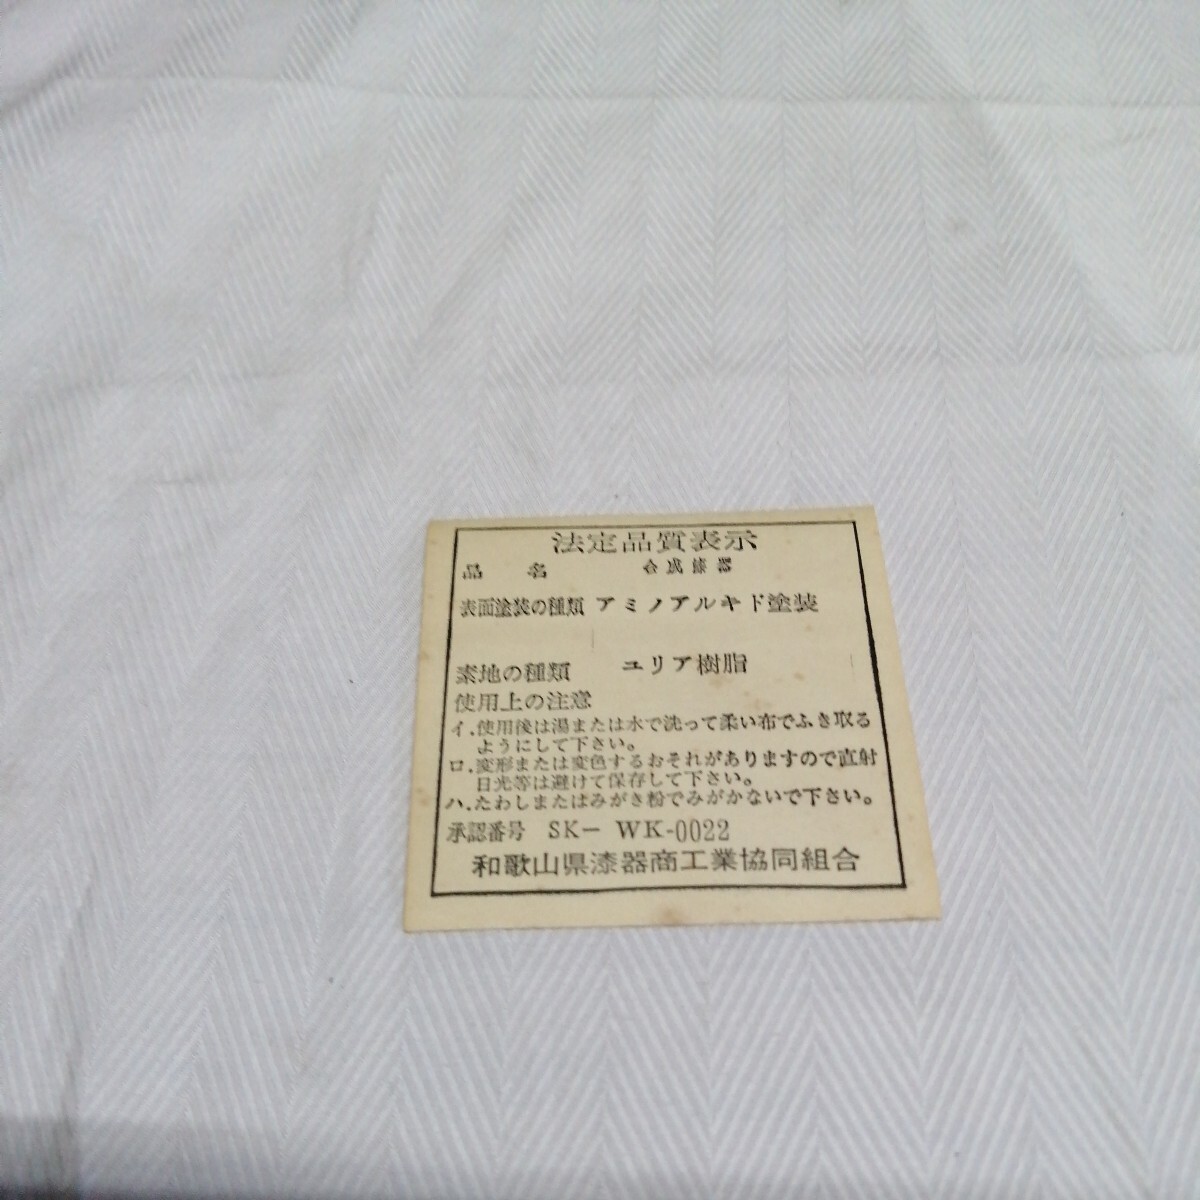 法定品質表示
品名 合成漆器
表面塗装の種類 アミノアルキド塗装
素地の種類 ユリア樹脂
使用上の注意
イ.使用後は湯または水で洗って柔い布でふき取る
ようにして下さい。
ロ.変形または変色するおそれがありますので直射
日光等は避けて保存して下さい。
ハ.たわしまたはみがき粉でみがかないで下さい。
承認番号 SK- WK-0022
和歌山県漆器商工業協同組合